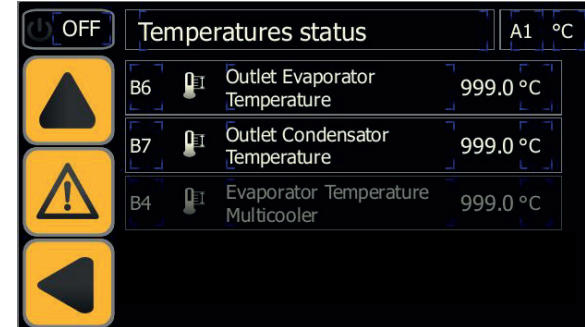 OFF Temperatures status A1 °C
B6 Outlet Evaporator Temperature 999.0 °C
B7 Outlet Condensator Temperature 999.0 °C
B4 Evaporator Temperature Multicooler 999.0 °C